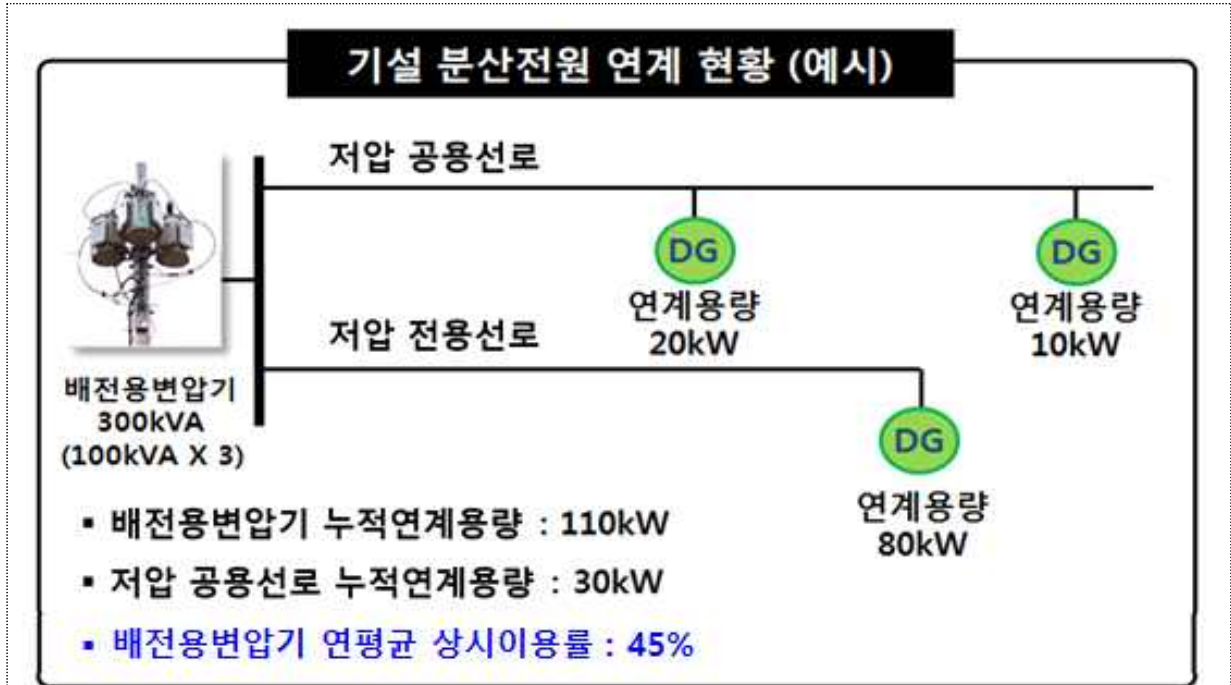 기설 분산전원 연계 현황 (예시)
저압 공용선로
DG
연계용량
20kW
DG
연계용량
10kW
저압 전용선로
배전용변압기
300kVA
(100kVA X 3)
DG
연계용량
80kW
▪ 배전용변압기 누적연계용량 : 110kW
▪ 저압 공용선로 누적연계용량 : 30kW
▪ 배전용변압기 연평균 상시이용률 : 45%